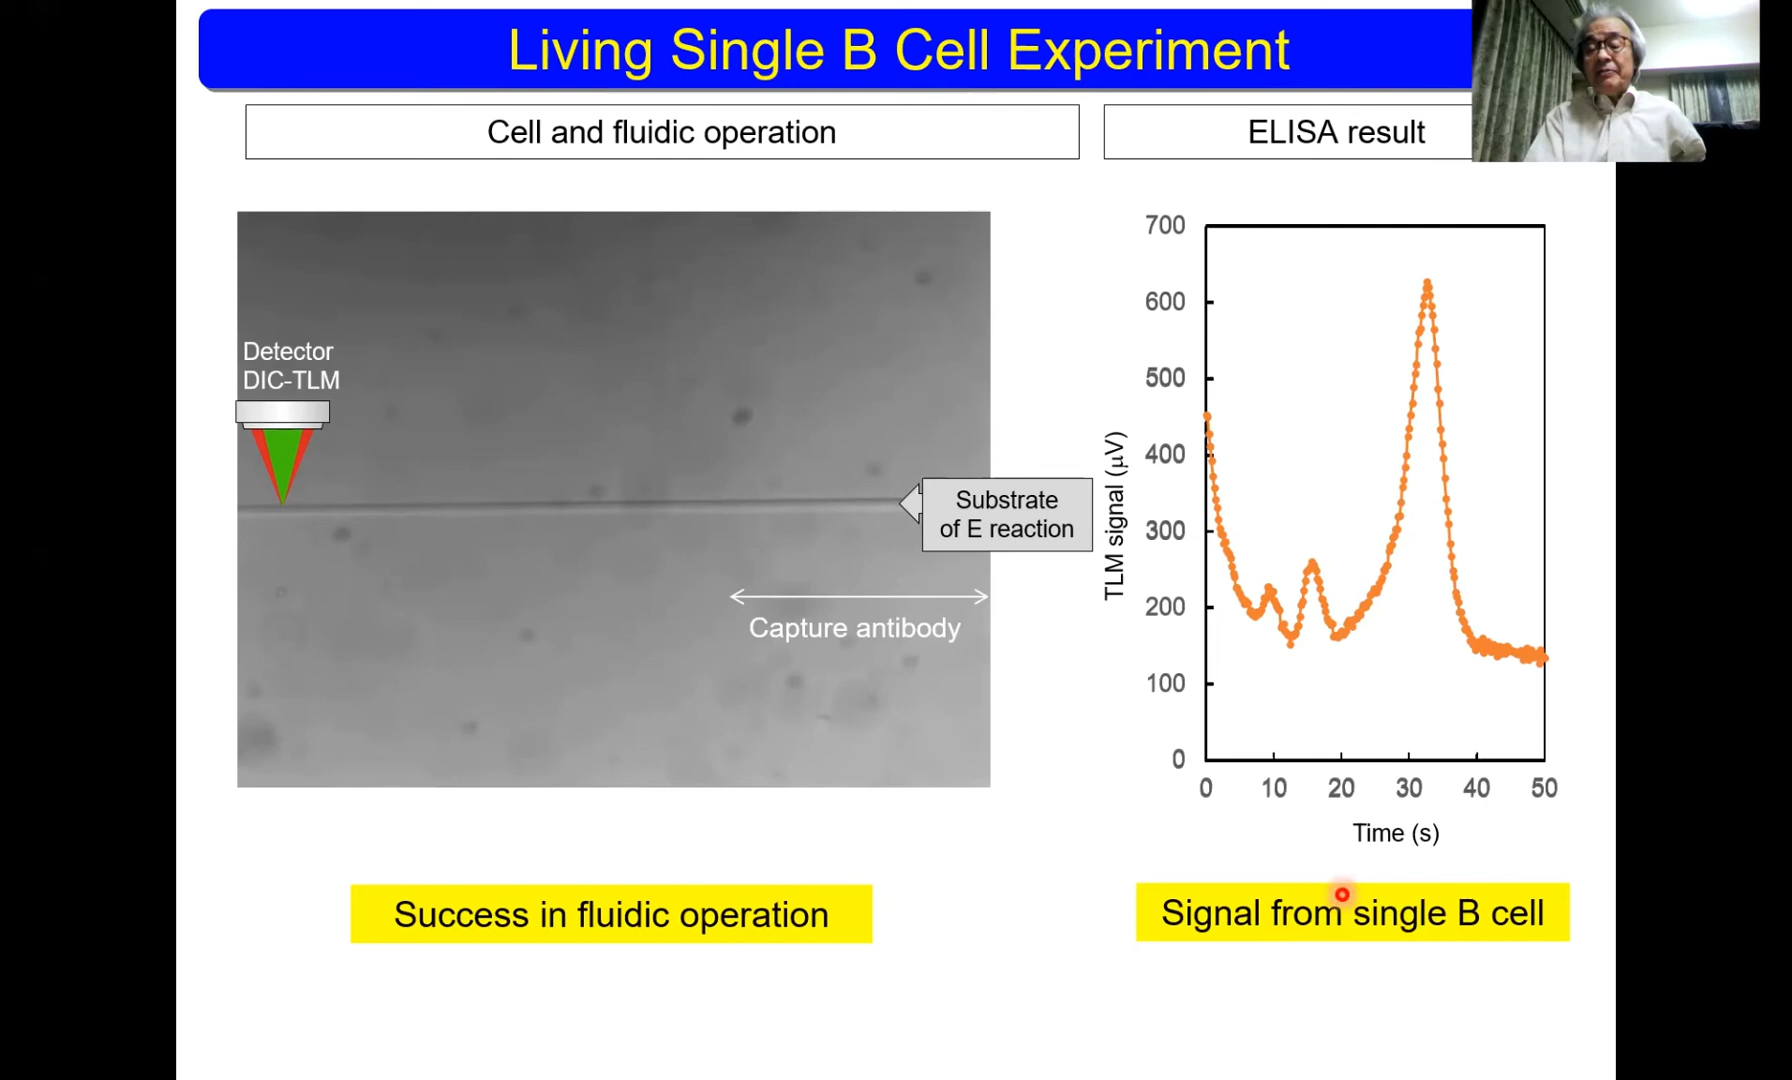 Living Single B Cell Experiment
Cell and fluidic operation
ELISA result
Detector
DIC-TLM
Substrate
of E reaction
Capture antibody
TLM signal (µV)
700
600
500
400
300
200
100
0
0 10 20 30 40 50
Time (s)
Success in fluidic operation
Signal from single B cell